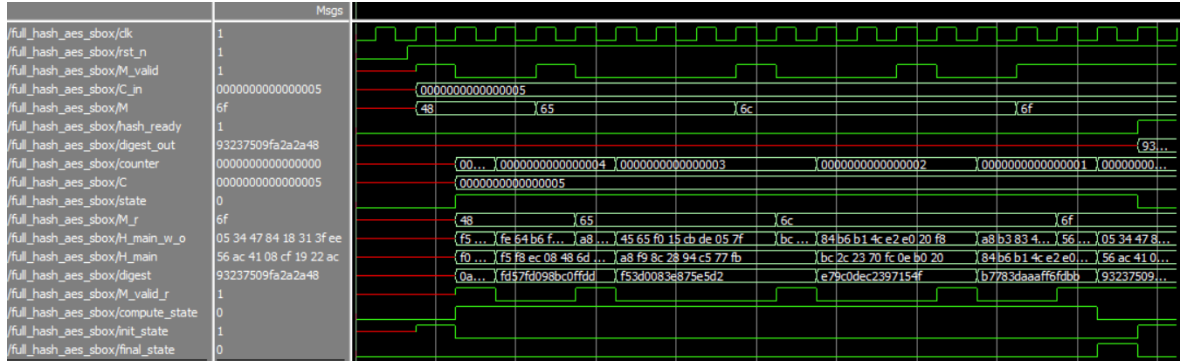 Msgs
/full_hash_aes_sbox/clk 1
/full_hash_aes_sbox/rst_n 1
/full_hash_aes_sbox/M_valid 1
/full_hash_aes_sbox/C_in 0000000000000005 0000000000000005
/full_hash_aes_sbox/M 6f 48 65 6c 6f
/full_hash_aes_sbox/hash_ready 1
/full_hash_aes_sbox/digest_out 93237509fa2a2a48 93...
/full_hash_aes_sbox/counter 0000000000000000 00... 0000000000000004 0000000000000003 0000000000000002 0000000000000001 00000000...
/full_hash_aes_sbox/C 0000000000000005 0000000000000005
/full_hash_aes_sbox/state 0
/full_hash_aes_sbox/M_r 6f 48 65 6c 6f
/full_hash_aes_sbox/H_main_w_o 05 34 47 84 18 31 3f ee f5 ... fe 64 b6 f... a8 ... 45 65 f0 15 cb de 05 7f bc ... 84 b6 b1 4c e2 e0 20 f8 a8 b3 83 4... 56 ... 05 34 47 8...
/full_hash_aes_sbox/H_main 56 ac 41 08 cf 19 22 ac f0 ... f5 f8 ec 08 48 6d ... a8 f9 8c 28 94 c5 77 fb bc 2c 23 70 fc 0e b0 20 84 b6 b1 4c e2 e0... 56 ac 41 0...
/full_hash_aes_sbox/digest 93237509fa2a2a48 0a... fd57fd098bc0ffdd f53d0083e875e5d2 e79c0dec2397154f b7783daaaff6fdbb 93237509...
/full_hash_aes_sbox/M_valid_r 1
/full_hash_aes_sbox/compute_state 0
/full_hash_aes_sbox/init_state 1
/full_hash_aes_sbox/final_state 0